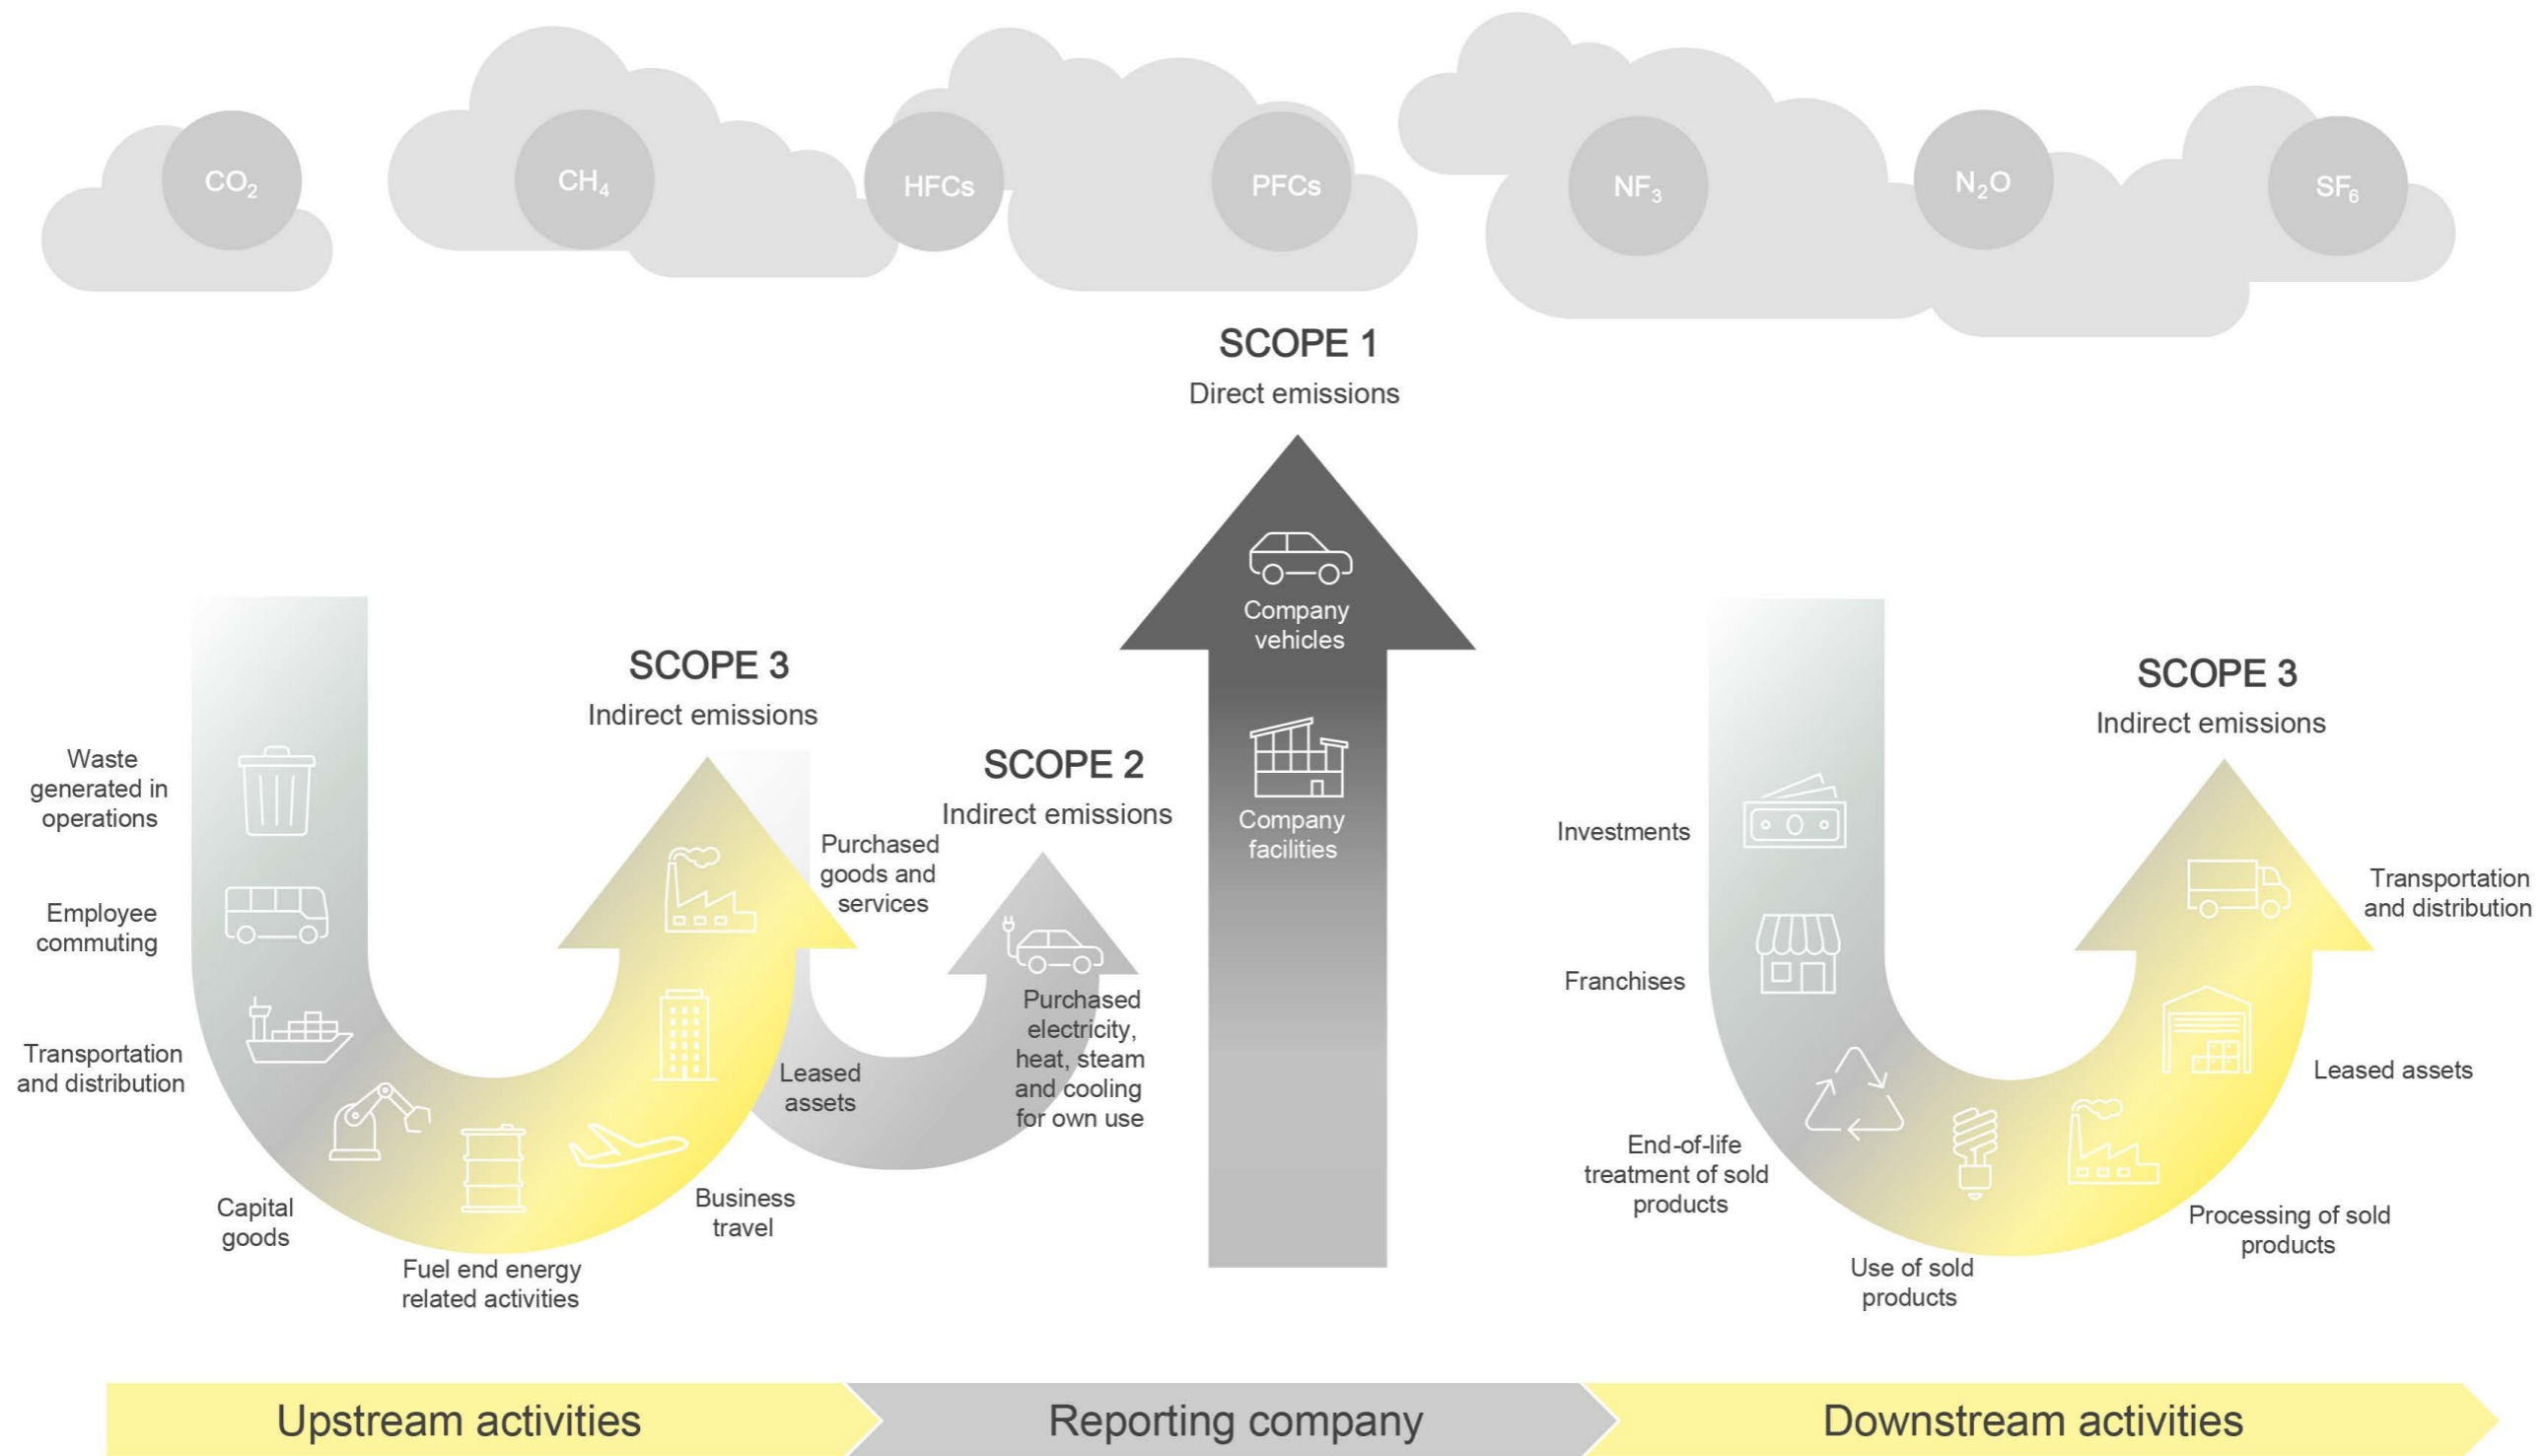 CO₂
CH₄
HFCs
PFCs
NF₃
N₂O
SF₆
SCOPE 1
Direct emissions
Company
vehicles
Company
facilities
SCOPE 3
Indirect emissions
Waste
generated in
operations
Employee
commuting
Transportation
and distribution
Capital
goods
Fuel end energy
related activities
Business
travel
Leased
assets
Purchased
goods and
services
SCOPE 2
Indirect emissions
Purchased
electricity,
heat, steam
and cooling
for own use
SCOPE 3
Indirect emissions
Investments
Franchises
End-of-life
treatment of sold
products
Use of sold
products
Processing of sold
products
Leased assets
Transportation
and distribution
Upstream activities
Reporting company
Downstream activities